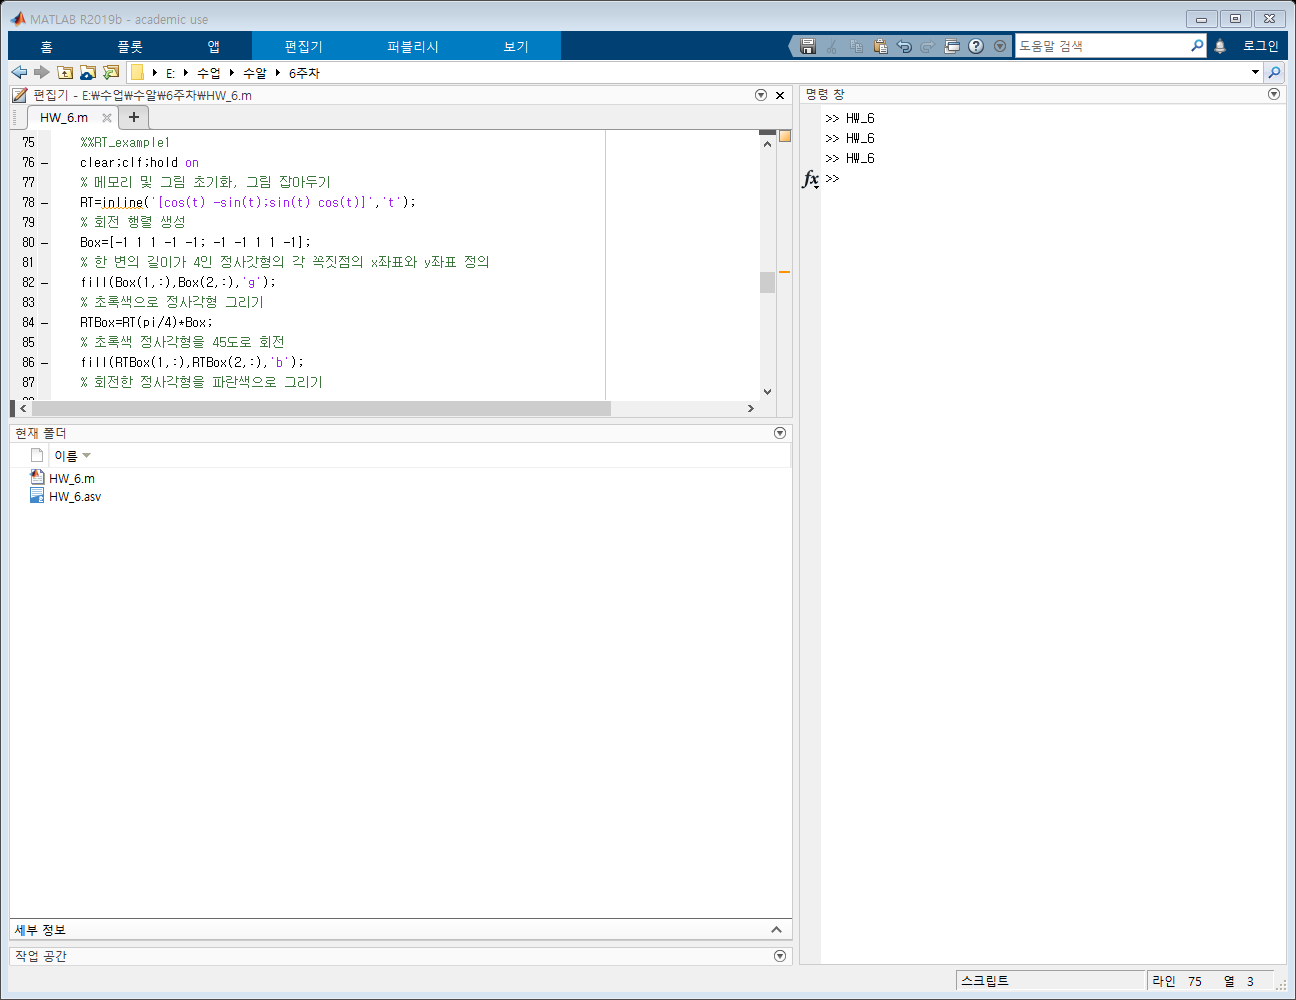 MATLAB R2019b - academic use
홈 플롯 앱 편집기 퍼블리시 보기 도움말 검색 로그인
E: 수업 수알 6주차
편집기 - E:₩수업₩수알₩6주차₩HW_6.m
HW_6.m
75 %%RT_example1
76 – clear;clf;hold on
77 % 메모리 및 그림 초기화, 그림 잡아두기
78 – RT=inline('[cos(t) -sin(t);sin(t) cos(t)]','t');
79 % 회전 행렬 생성
80 – Box=[-1 1 1 -1 -1; -1 -1 1 1 -1];
81 % 한 변의 길이가 4인 정사갓형의 각 꼭짓점의 x좌표와 y좌표 정의
82 – fill(Box(1,:),Box(2,:),'g');
83 % 초록색으로 정사각형 그리기
84 – RTBox=RT(pi/4)*Box;
85 % 초록색 정사각형을 45도로 회전
86 – fill(RTBox(1,:),RTBox(2,:),'b');
87 % 회전한 정사각형을 파란색으로 그리기
현재 폴더
이름
HW_6.m
HW_6.asv
세부 정보
작업 공간
명령 창
>> HW_6
>> HW_6
>> HW_6
fx >>
스크립트 라인 75 열 3